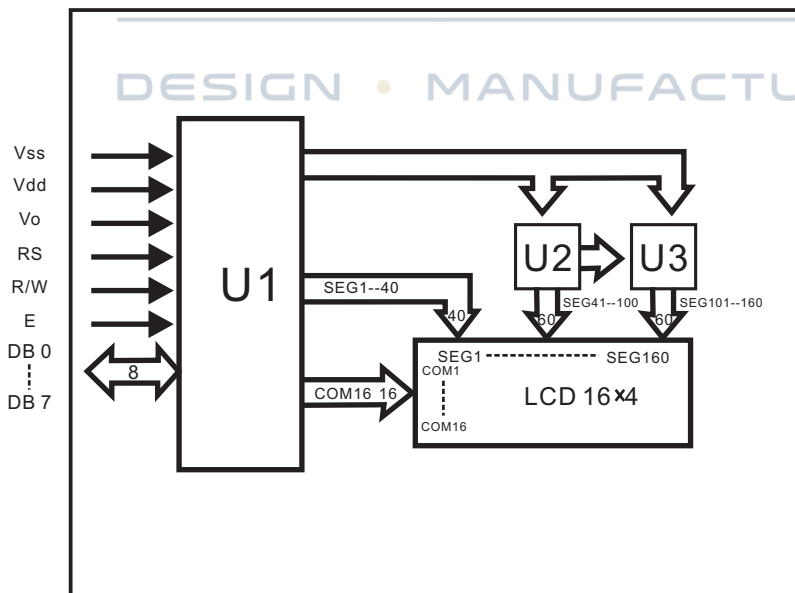 DESIGN • MANUFACTU
Vss
Vdd
Vo
RS
R/W
E
DB 0
DB 7
8
U1
U2
U3
SEG1--40
40
SEG41--100
60
SEG101--160
60
COM16 16
SEG1
SEG160
COM1
COM16
LCD 16×4